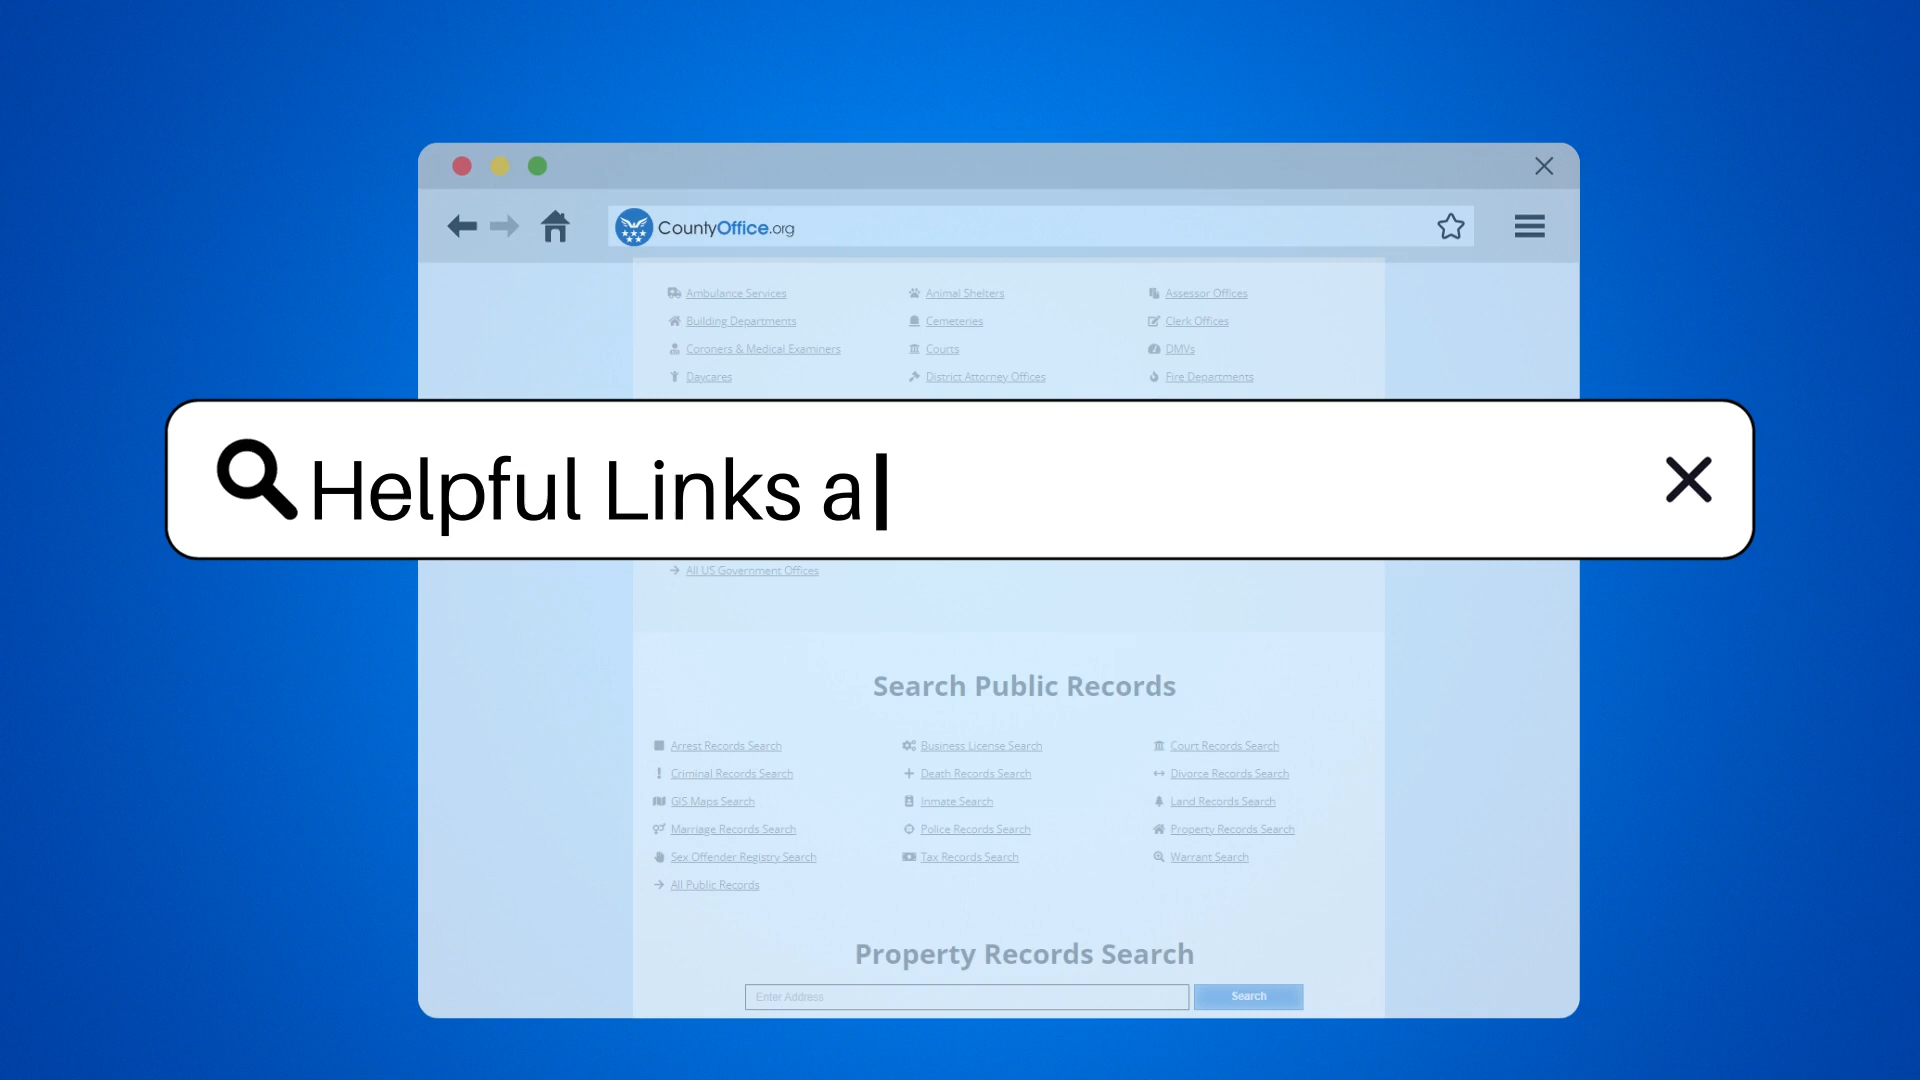 CountyOffice.org
Ambulance Services Animal Shelters Assessor Offices
Building Departments Cemeteries Clerk Offices
Coroners & Medical Examiners Courts DMVs
Daycares District Attorney Offices Fire Departments
Helpful Links a
All US Government Offices
Search Public Records
Arrest Records Search Business License Search Court Records Search
Criminal Records Search Death Records Search Divorce Records Search
GIS Maps Search Inmate Search Land Records Search
Marriage Records Search Police Records Search Property Records Search
Sex Offender Registry Search Tax Records Search Warrant Search
All Public Records
Property Records Search
Enter Address Search